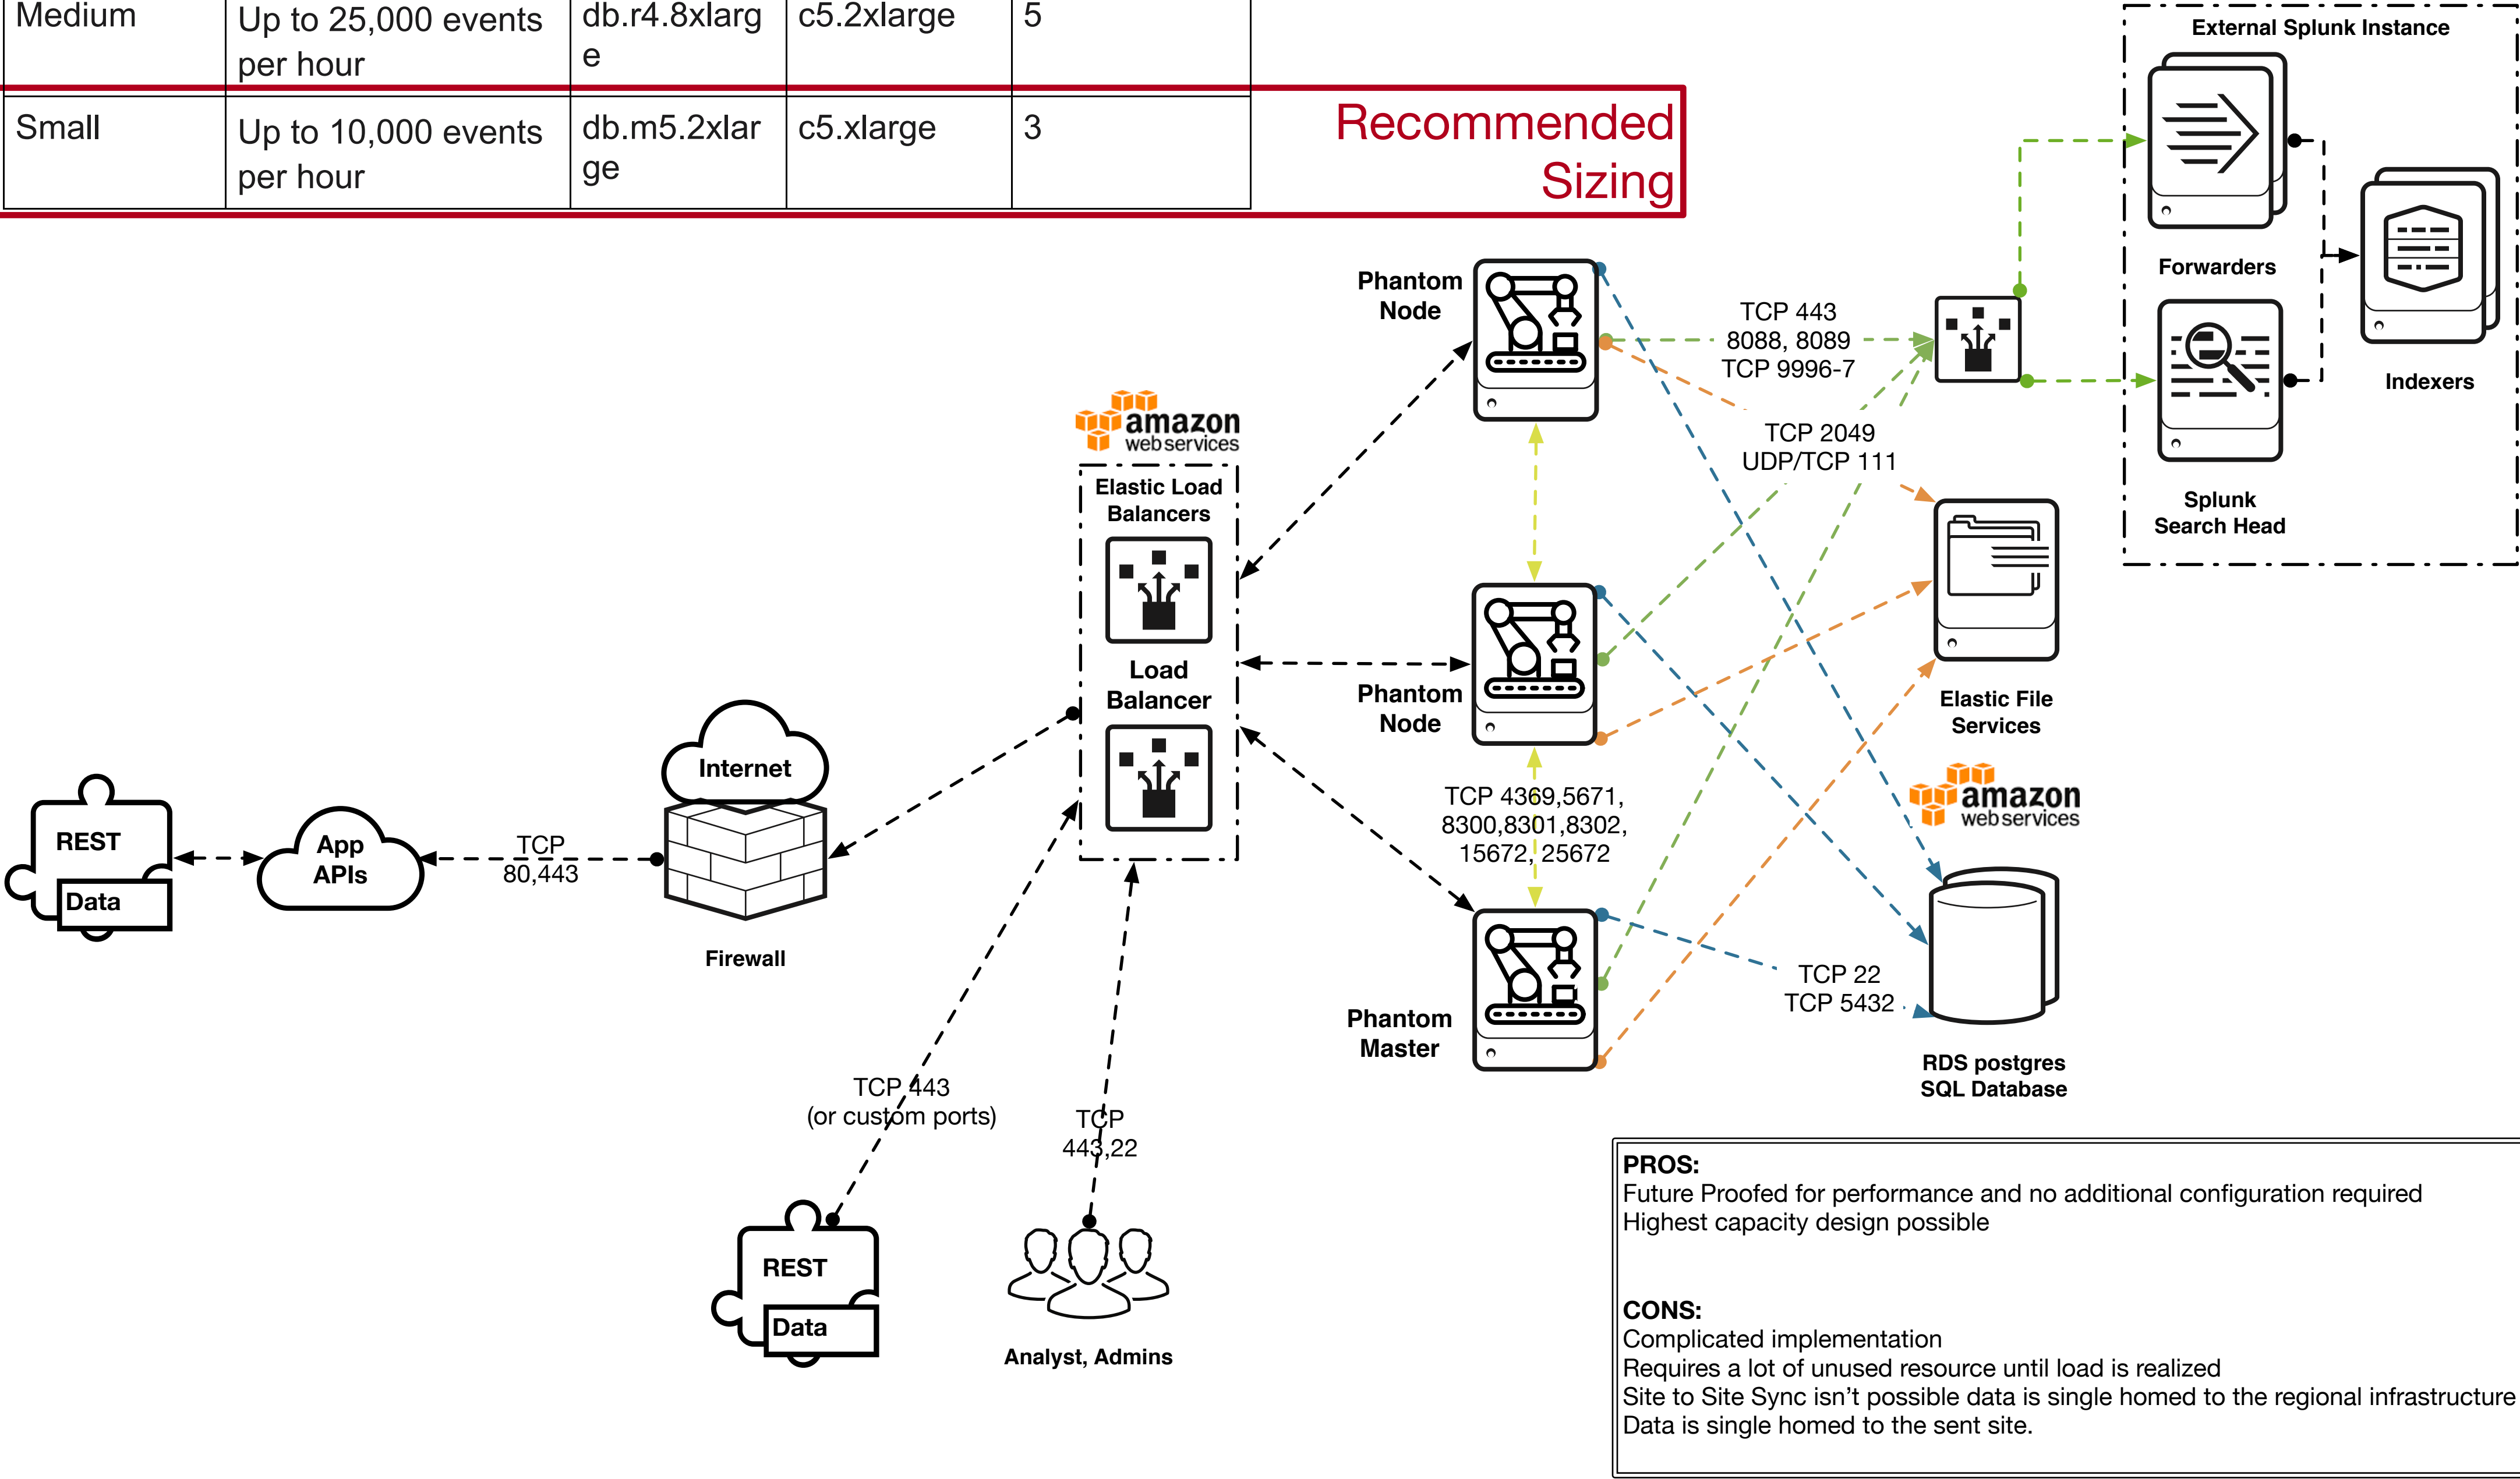 Medium
Up to 25,000 events
per hour
db.r4.8xlarg
e
c5.2xlarge
5
Small
Up to 10,000 events
per hour
db.m5.2xlar
ge
c5.xlarge
3
Recommended
Sizing
External Splunk Instance
Forwarders
Indexers
Splunk
Search Head
Phantom
Node
TCP 443
8088, 8089
TCP 9996-7
TCP 2049
UDP/TCP 111
amazon
web services
Elastic Load
Balancers
Load
Balancer
Phantom
Node
Elastic File
Services
amazon
web services
Internet
REST
Data
App
APIs
TCP
80,443
Firewall
TCP 4369,5671,
8300,8301,8302,
15672, 25672
Phantom
Master
TCP 22
TCP 5432
RDS postgres
SQL Database
TCP 443
(or custom ports)
TCP
443,22
REST
Data
Analyst, Admins
PROS:
Future Proofed for performance and no additional configuration required
Highest capacity design possible
CONS:
Complicated implementation
Requires a lot of unused resource until load is realized
Site to Site Sync isn’t possible data is single homed to the regional infrastructure
Data is single homed to the sent site.